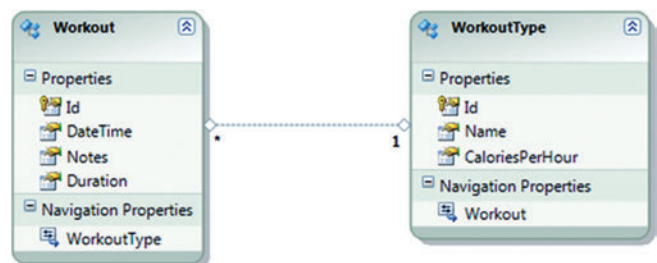 Workout
Properties
Id
DateTime
Notes
Duration
Navigation Properties
WorkoutType
*
1
WorkoutType
Properties
Id
Name
CaloriesPerHour
Navigation Properties
Workout